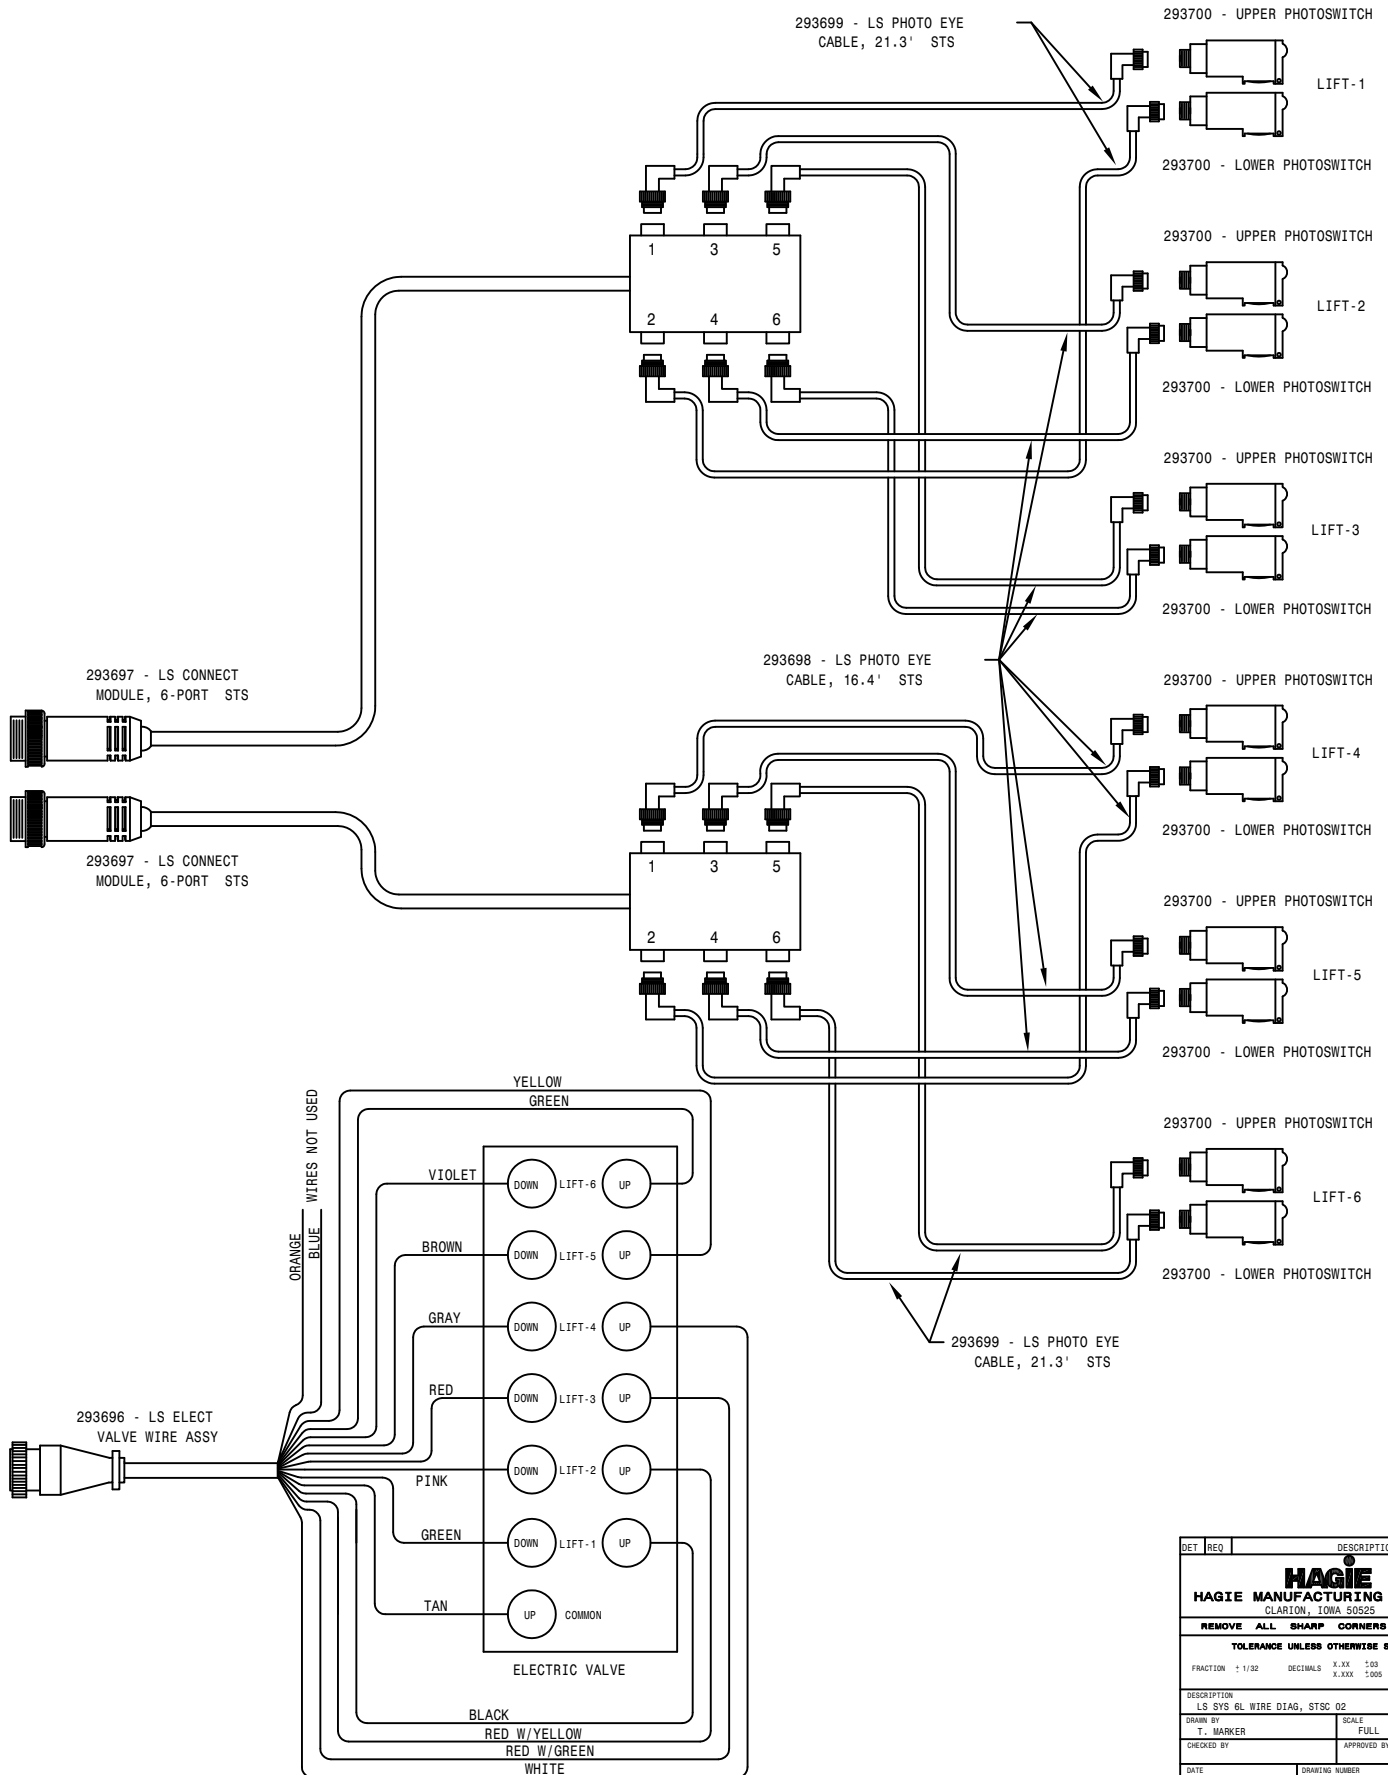 293699 - LS PHOTO EYE
CABLE, 21.3' STS
293700 - UPPER PHOTOSWITCH
LIFT-1
293700 - LOWER PHOTOSWITCH
1 3 5
2 4 6
293700 - UPPER PHOTOSWITCH
LIFT-2
293700 - LOWER PHOTOSWITCH
293700 - UPPER PHOTOSWITCH
LIFT-3
293700 - LOWER PHOTOSWITCH
293698 - LS PHOTO EYE
CABLE, 16.4' STS
293697 - LS CONNECT
MODULE, 6-PORT STS
293697 - LS CONNECT
MODULE, 6-PORT STS
293700 - UPPER PHOTOSWITCH
LIFT-4
293700 - LOWER PHOTOSWITCH
1 3 5
2 4 6
293700 - UPPER PHOTOSWITCH
LIFT-5
293700 - LOWER PHOTOSWITCH
293700 - UPPER PHOTOSWITCH
LIFT-6
293700 - LOWER PHOTOSWITCH
293699 - LS PHOTO EYE
CABLE, 21.3' STS
YELLOW
GREEN
WIRES NOT USED
ORANGE
BLUE
VIOLET
DOWN LIFT-6 UP
BROWN
DOWN LIFT-5 UP
GRAY
DOWN LIFT-4 UP
RED
DOWN LIFT-3 UP
PINK
DOWN LIFT-2 UP
GREEN
DOWN LIFT-1 UP
TAN
UP COMMON
293696 - LS ELECT
VALVE WIRE ASSY
ELECTRIC VALVE
BLACK
RED W/YELLOW
RED W/GREEN
WHITE
DET REQ DESCRIPTIO
HAGIE
HAGIE MANUFACTURING
CLARION, IOWA 50525
REMOVE ALL SHARP CORNERS
TOLERANCE UNLESS OTHERWISE S
FRACTION ± 1/32 DECIMALS X.XX ±03
X.XXX ±005
DESCRIPTION
LS SYS 6L WIRE DIAG, STSC 02
DRAWN BY
T. MARKER
SCALE
FULL
CHECKED BY
APPROVED BY
DATE
DRAWING NUMBER